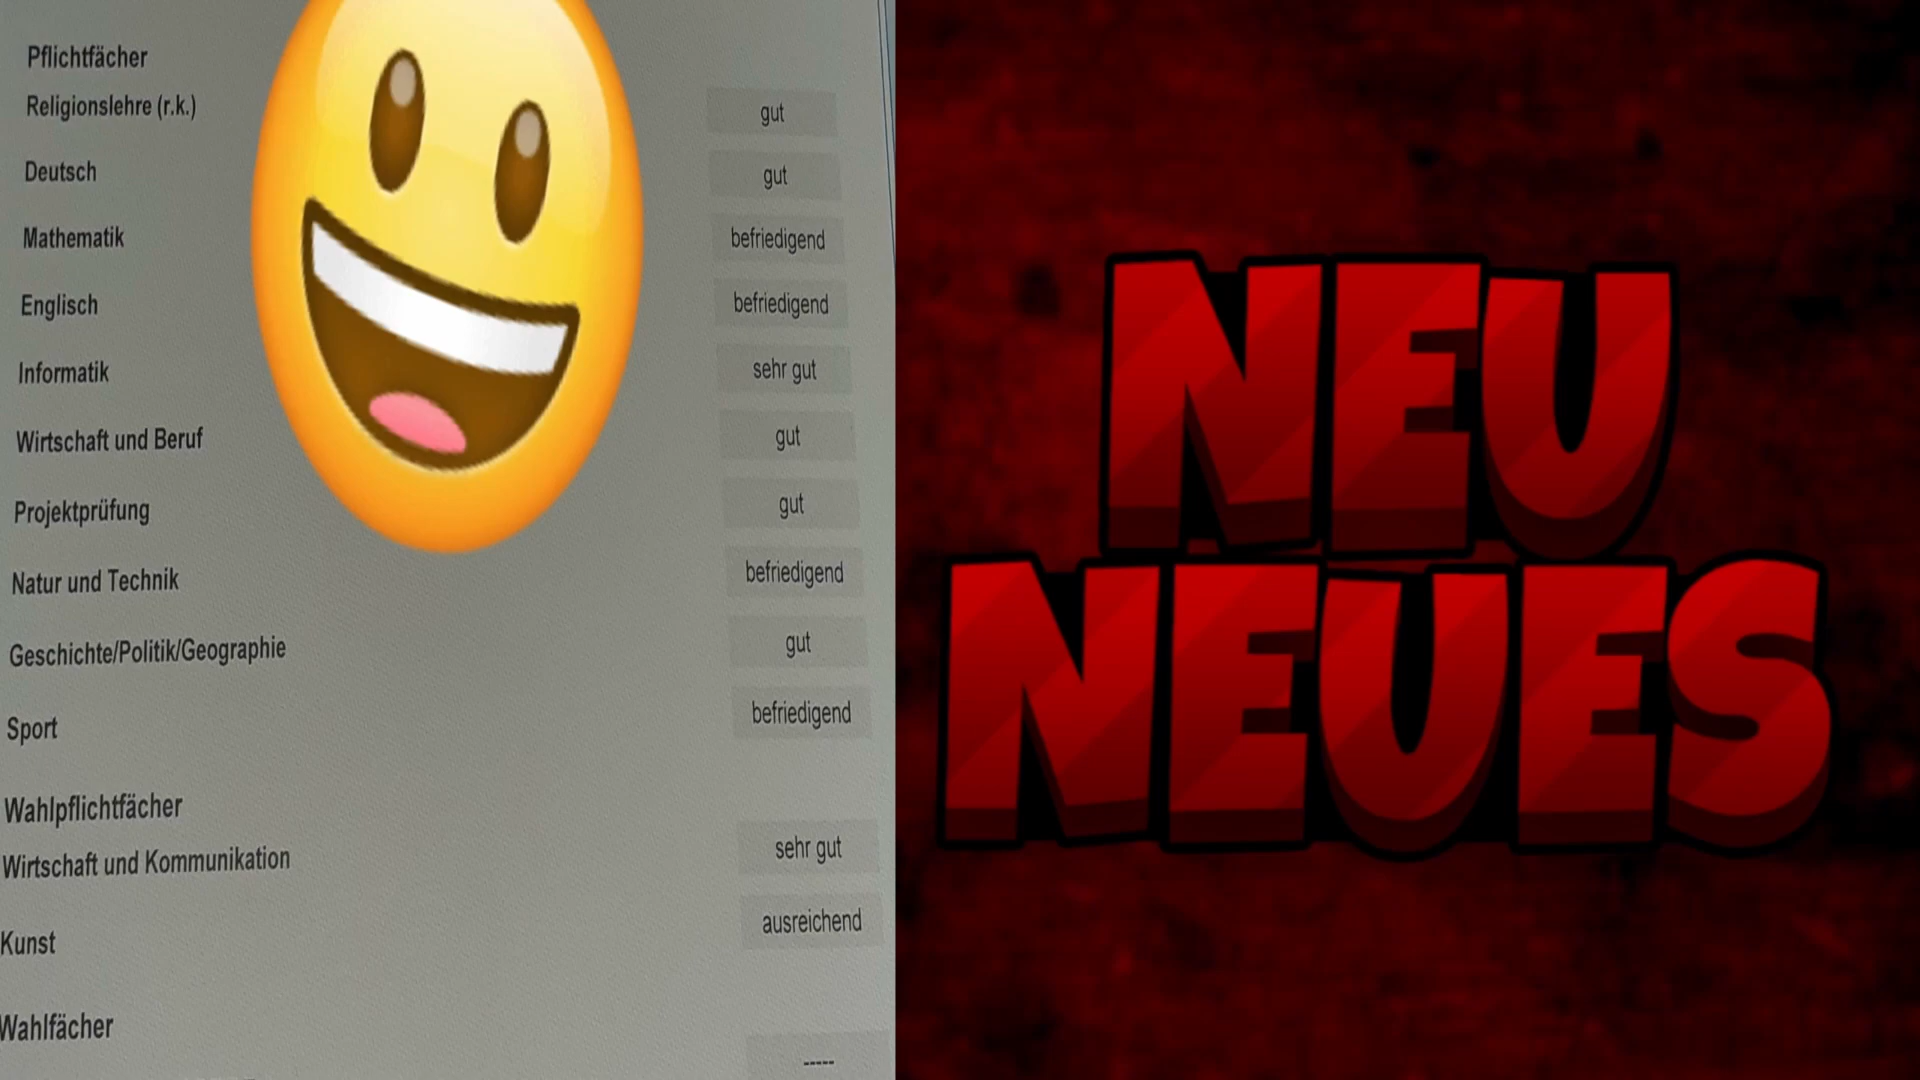 Pflichtfächer
Religionslehre (r.k.) gut
Deutsch gut
Mathematik befriedigend
Englisch befriedigend
Informatik sehr gut
Wirtschaft und Beruf gut
Projektprüfung gut
Natur und Technik befriedigend
Geschichte/Politik/Geographie gut
Sport befriedigend
Wahlpflichtfächer
Wirtschaft und Kommunikation sehr gut
Kunst ausreichend
Wahlfächer
-----
NEU
NEUES